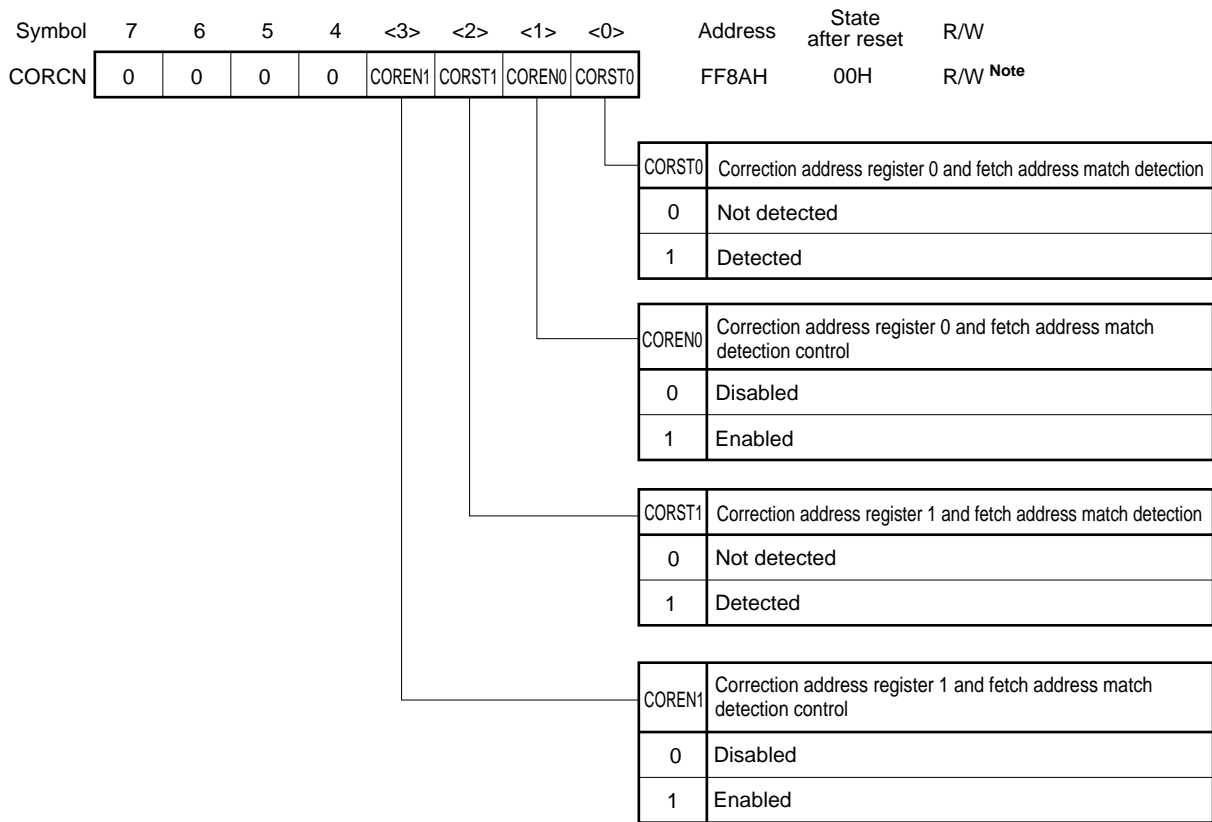 Symbol 7 6 5 4 <3> <2> <1> <0> Address State after reset R/W
CORCN 0 0 0 0 COREN1 CORST1 COREN0 CORST0 FF8AH 00H R/W Note
CORST0 Correction address register 0 and fetch address match detection
0 Not detected
1 Detected
COREN0 Correction address register 0 and fetch address match
detection control
0 Disabled
1 Enabled
CORST1 Correction address register 1 and fetch address match detection
0 Not detected
1 Detected
COREN1 Correction address register 1 and fetch address match
detection control
0 Disabled
1 Enabled